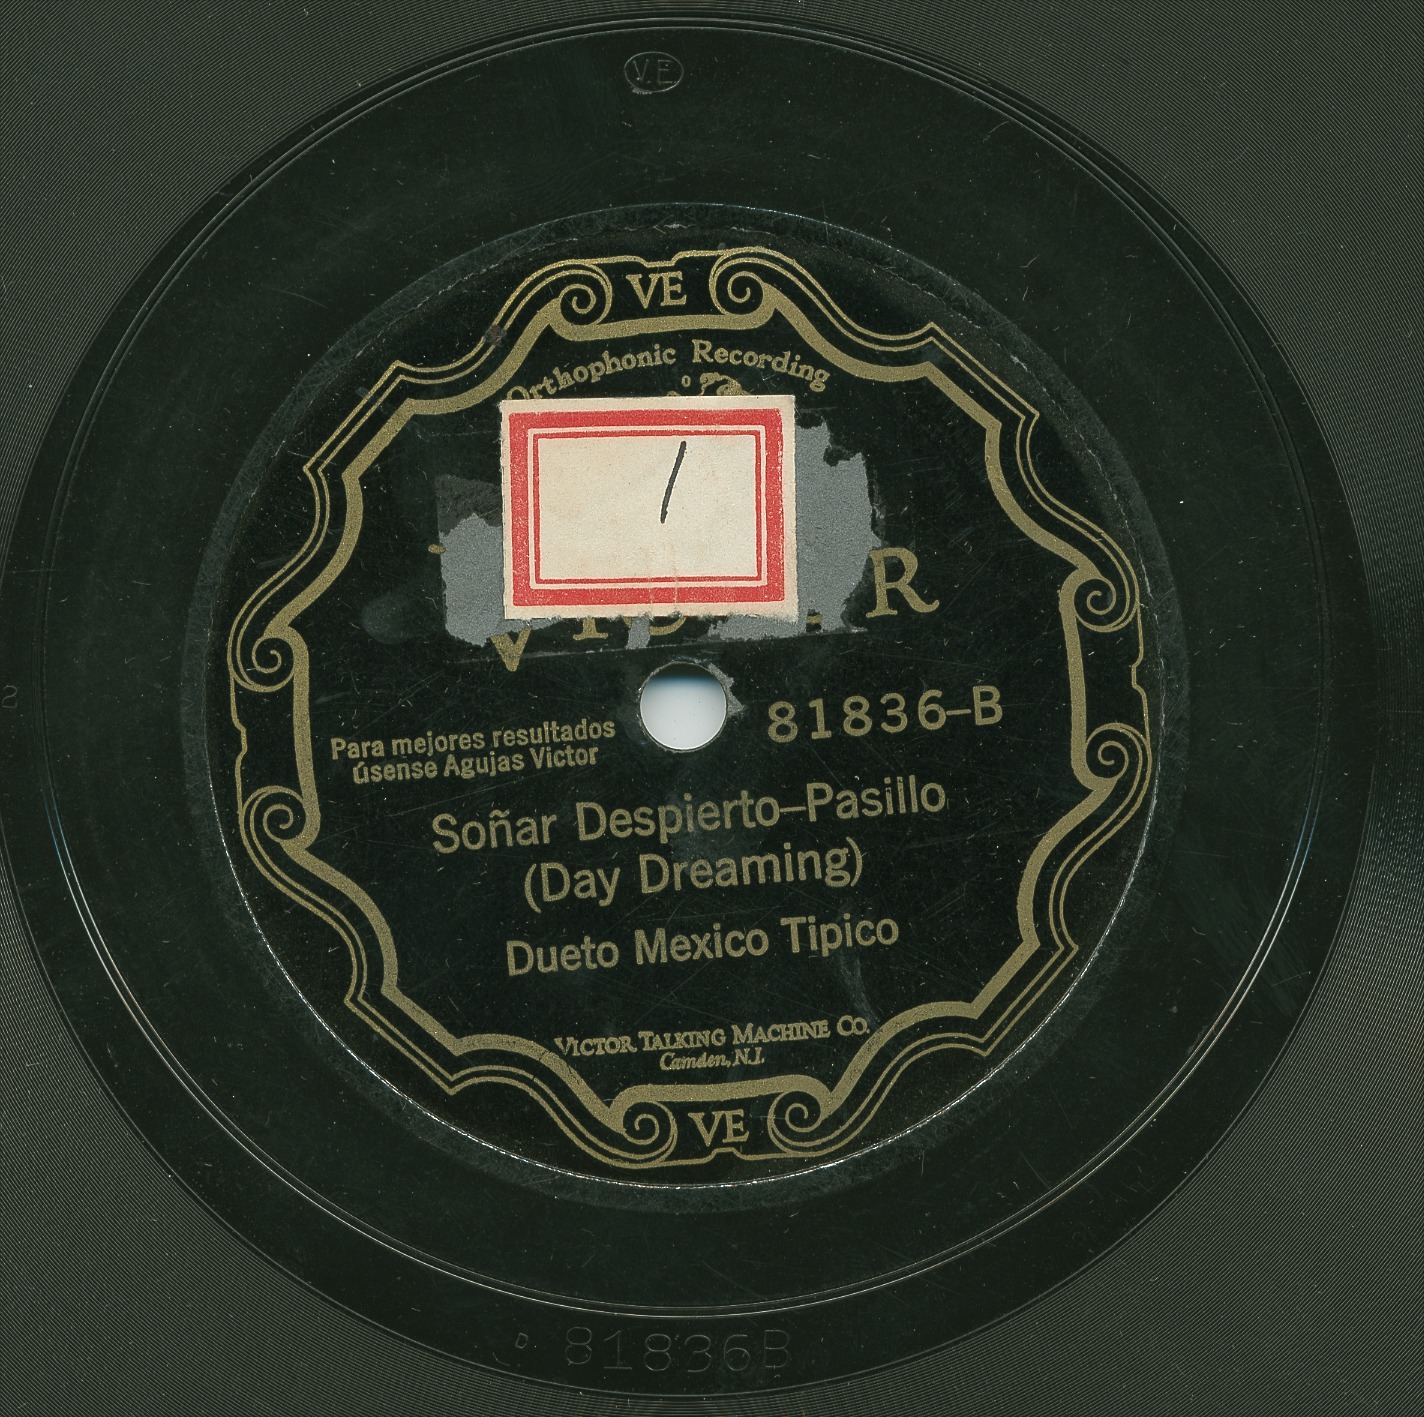 V.E.
VE
Orthophonic Recording
1
81836-B
Para mejores resultados
úsense Agujas Victor
Soñar Despierto-Pasillo
(Day Dreaming)
Dueto Mexico Tipico
VICTOR TALKING MACHINE CO.
Camden, N.J.
VE
81836B